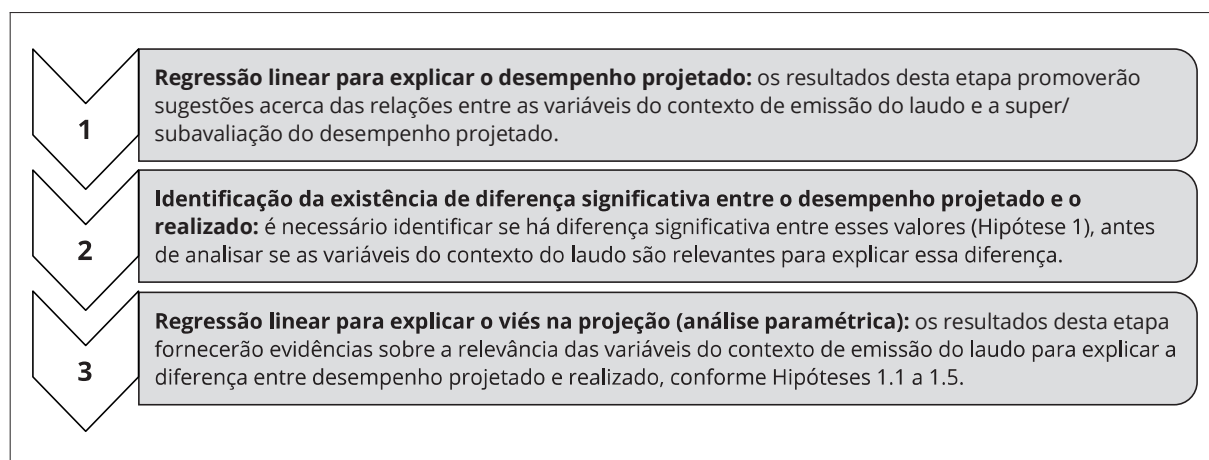 1
Regressão linear para explicar o desempenho projetado: os resultados desta etapa promoverão
sugestões acerca das relações entre as variáveis do contexto de emissão do laudo e a super/
subavaliação do desempenho projetado.
2
Identificação da existência de diferença significativa entre o desempenho projetado e o
realizado: é necessário identificar se há diferença significativa entre esses valores (Hipótese 1), antes
de analisar se as variáveis do contexto do laudo são relevantes para explicar essa diferença.
3
Regressão linear para explicar o viés na projeção (análise paramétrica): os resultados desta etapa
fornecerão evidências sobre a relevância das variáveis do contexto de emissão do laudo para explicar a
diferença entre desempenho projetado e realizado, conforme Hipóteses 1.1 a 1.5.